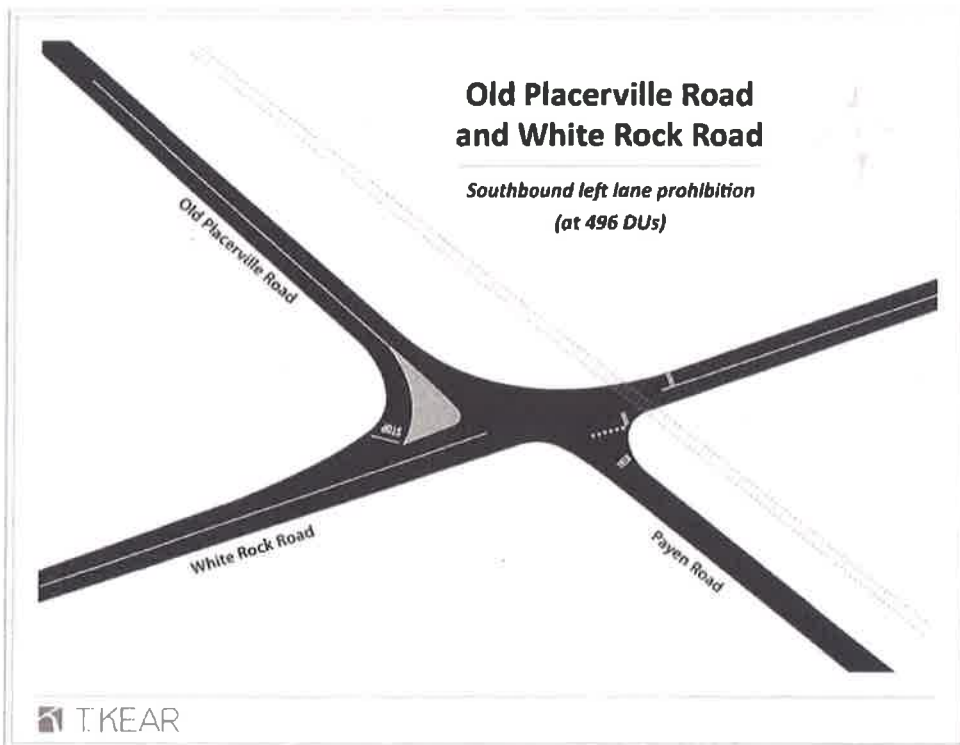 Old Placerville Road
and White Rock Road
Southbound left lane prohibition
(at 496 DUs)
Old Placerville Road
STOP
White Rock Road
Payen Road
T.KEAR